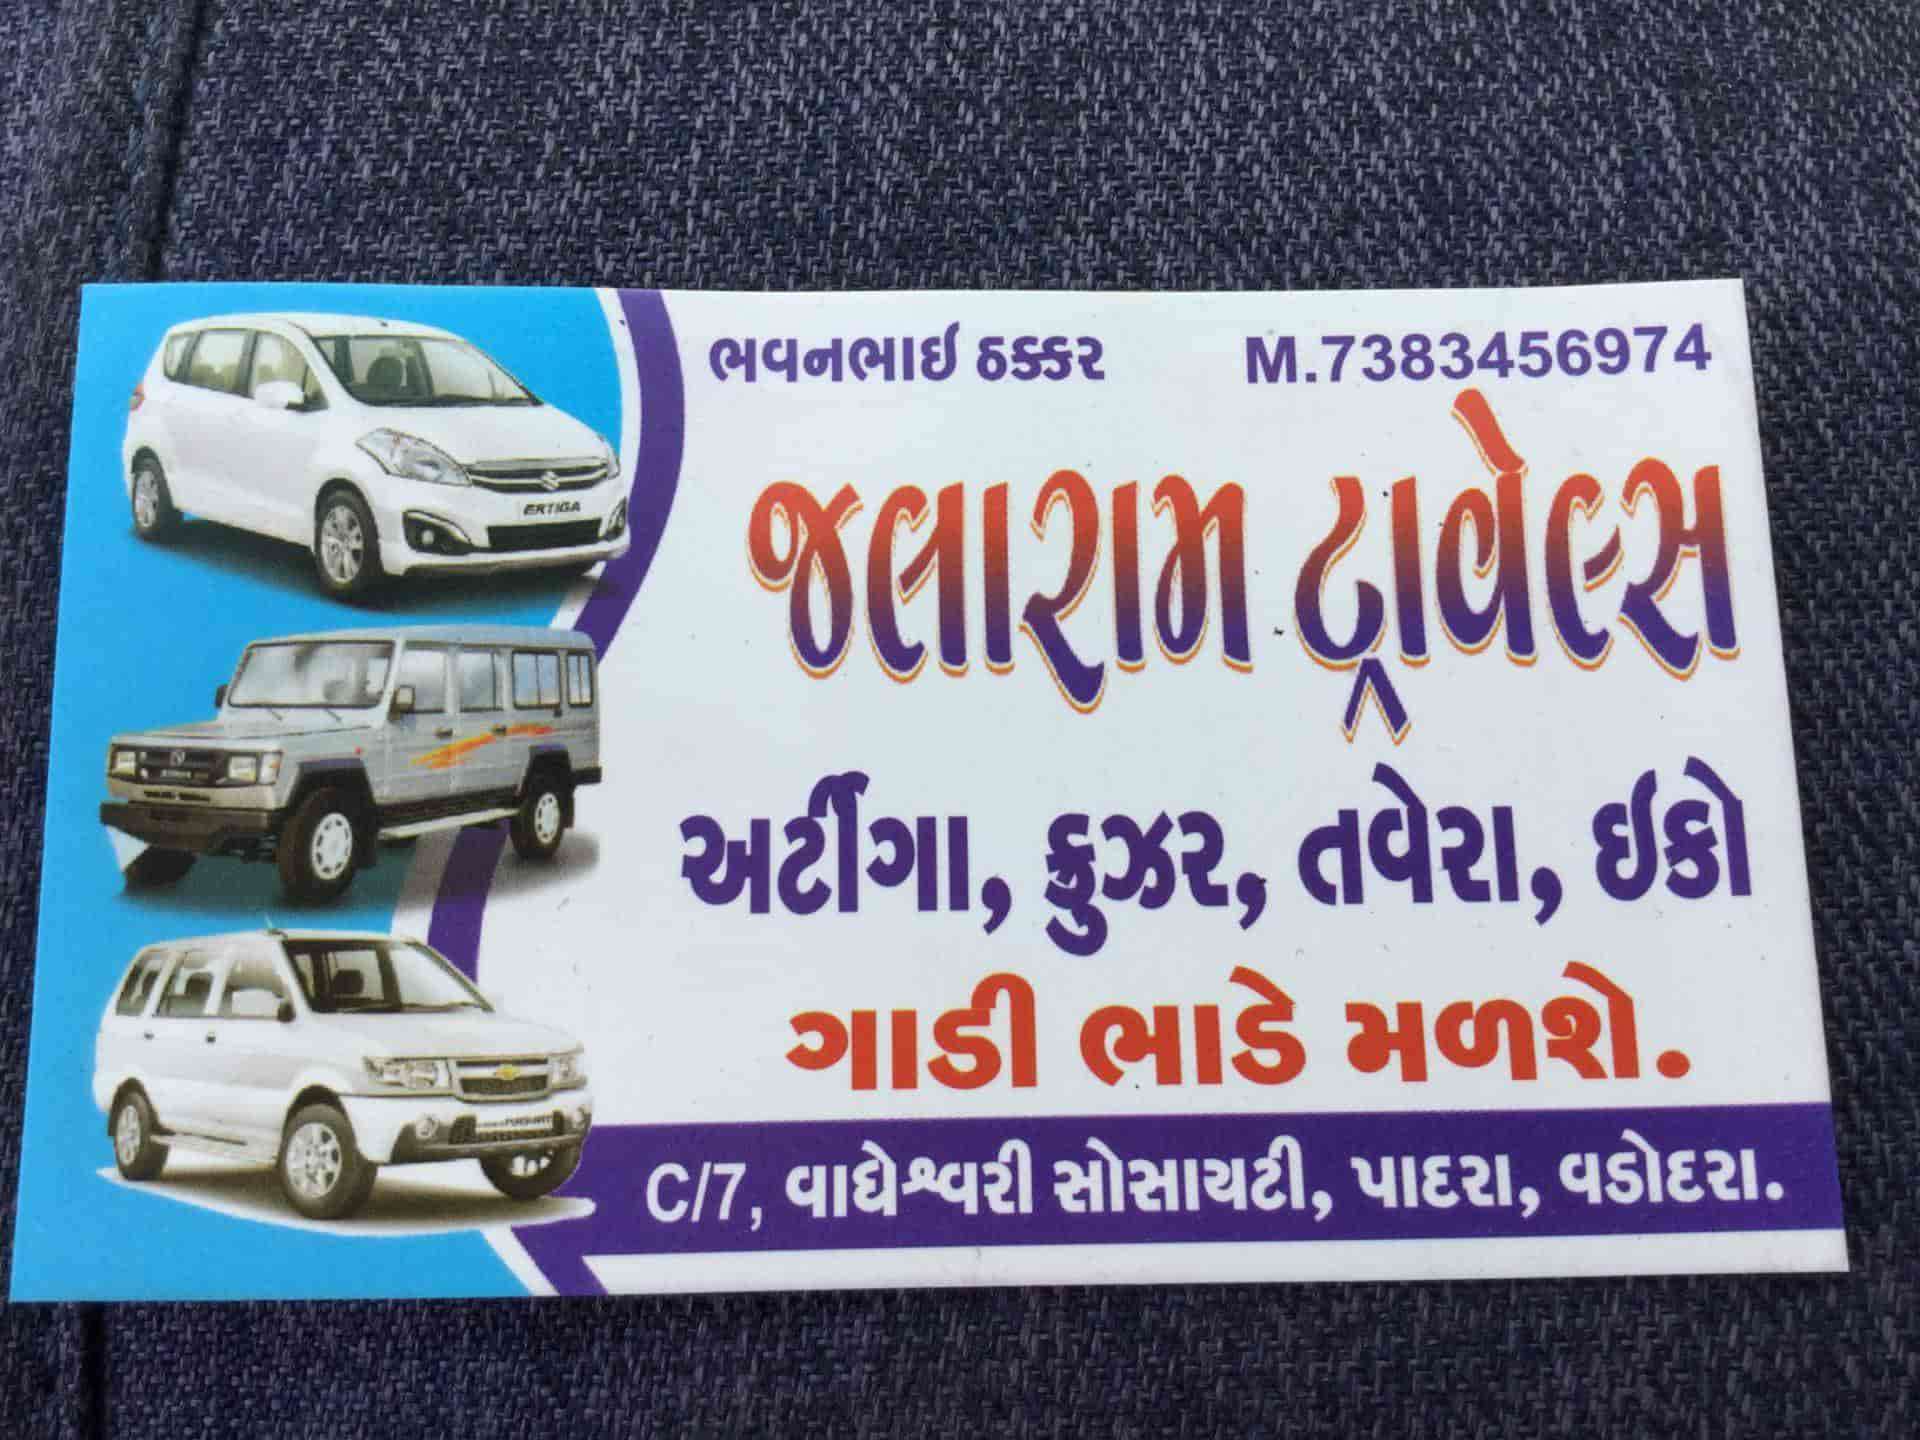 ભવનભાઈ ઠક્કર M.7383456974
જલારામ ટ્રાવેલ્સ
અર્ટીગા, ક્રુઝર, તવેરા, ઈકો
ગાડી ભાડે મળશે.
C/7, વાઘેશ્વરી સોસાયટી, પાદરા, વડોદરા.
ERTIGA